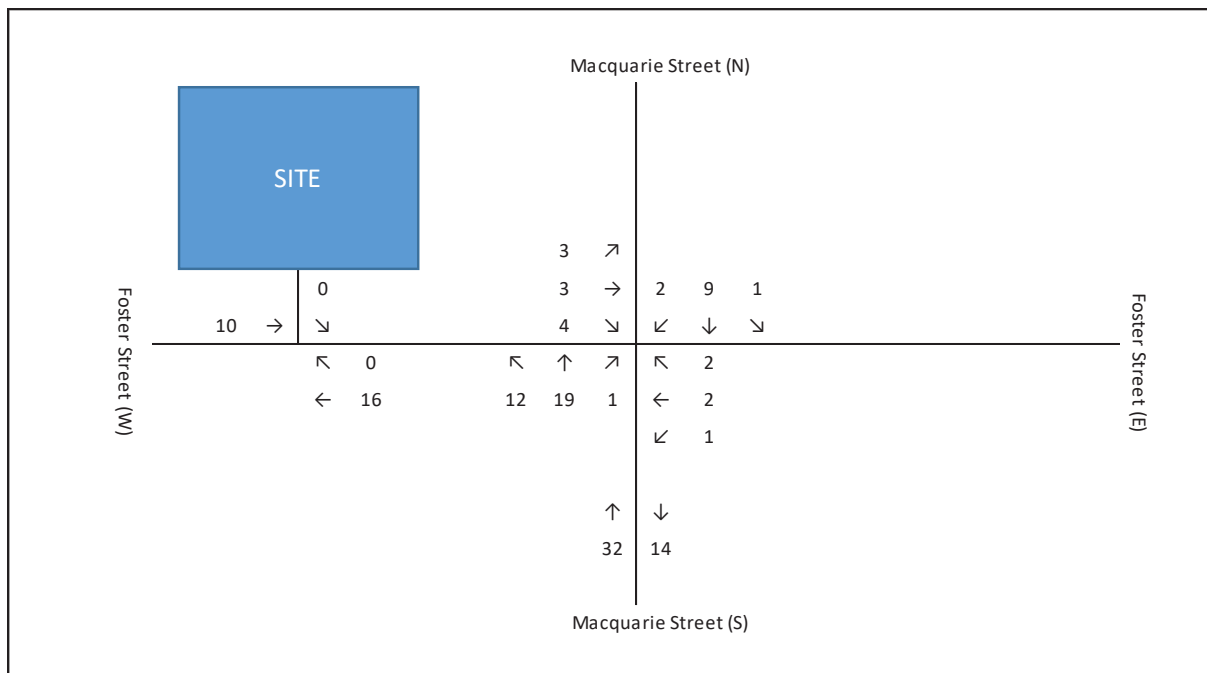 Macquarie Street (N)
SITE
3 ↗
0 3 → 2 9 1
10 → ↘ 4 ↘ ↙ ↓ ↘
Foster Street (W)
Foster Street (E)
↖ 0 ↖ ↑ ↗ ↖ 2
← 16 12 19 1 ← 2
↙ 1
↑ ↓
32 14
Macquarie Street (S)